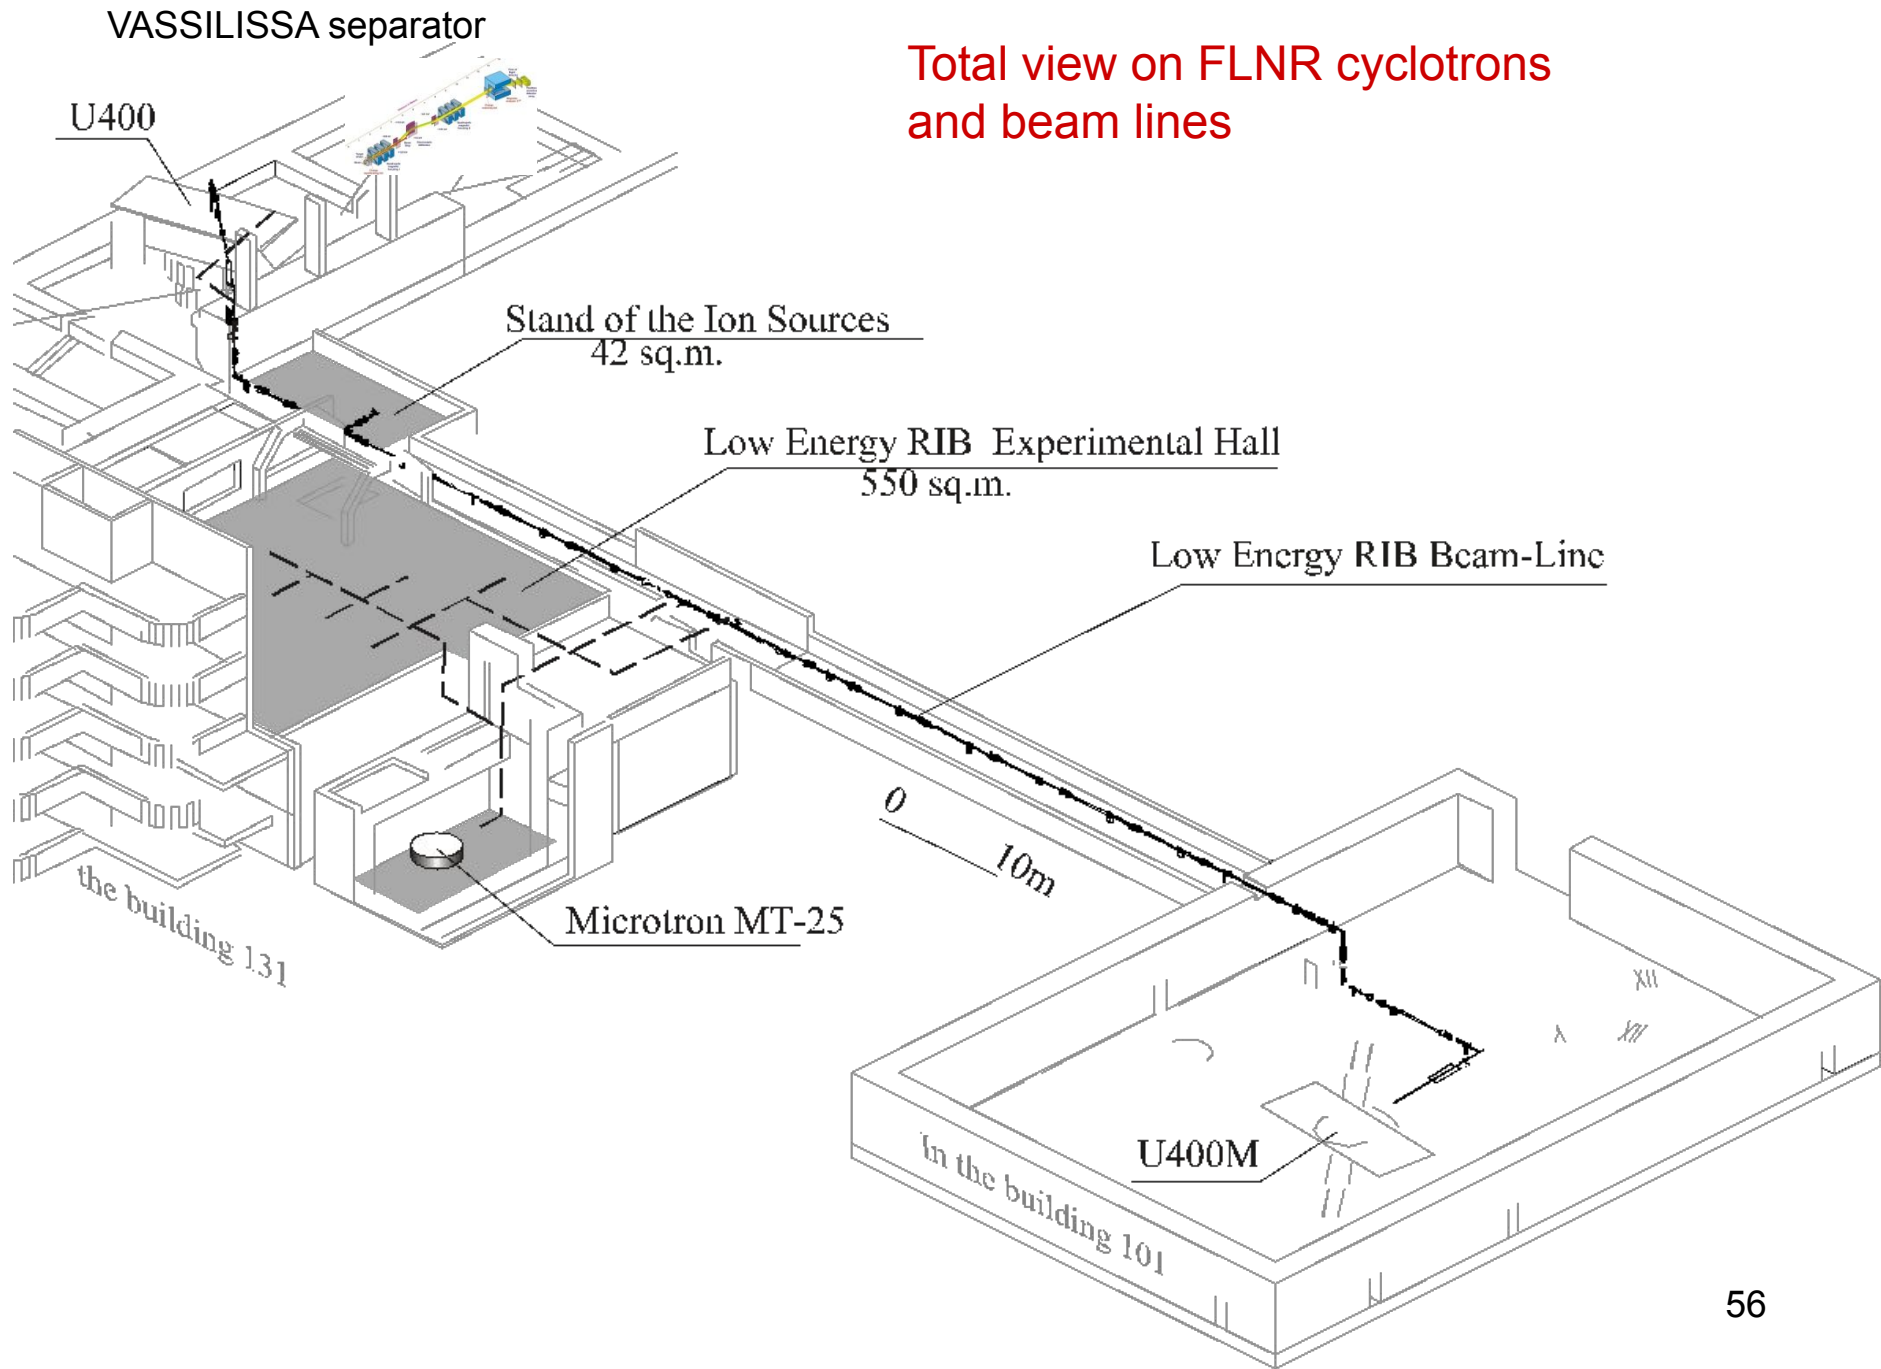 VASSILISSA separator
Total view on FLNR cyclotrons
and beam lines
U400
Stand of the Ion Sources
42 sq.m.
Low Energy RIB Experimental Hall
550 sq.m.
Low Energy RIB Beam-Line
0
10m
Microtron MT-25
the building 131
U400M
In the building 101
56